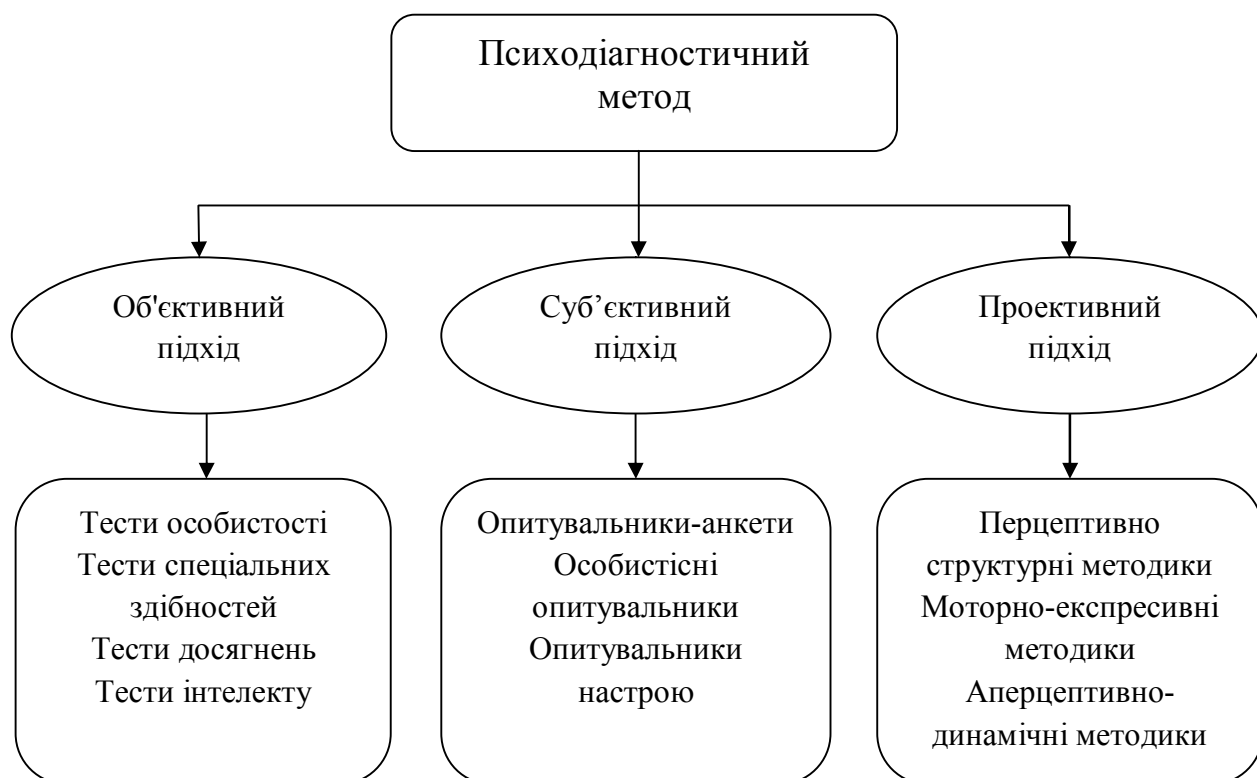 Психодіагностичний
метод
Об'єктивний
підхід
Суб’єктивний
підхід
Проективний
підхід
Тести особистості
Тести спеціальних
здібностей
Тести досягнень
Тести інтелекту
Опитувальники-анкети
Особистісні
опитувальники
Опитувальники
настрою
Перцептивно
структурні методики
Моторно-експресивні
методики
Аперцептивно-
динамічні методики